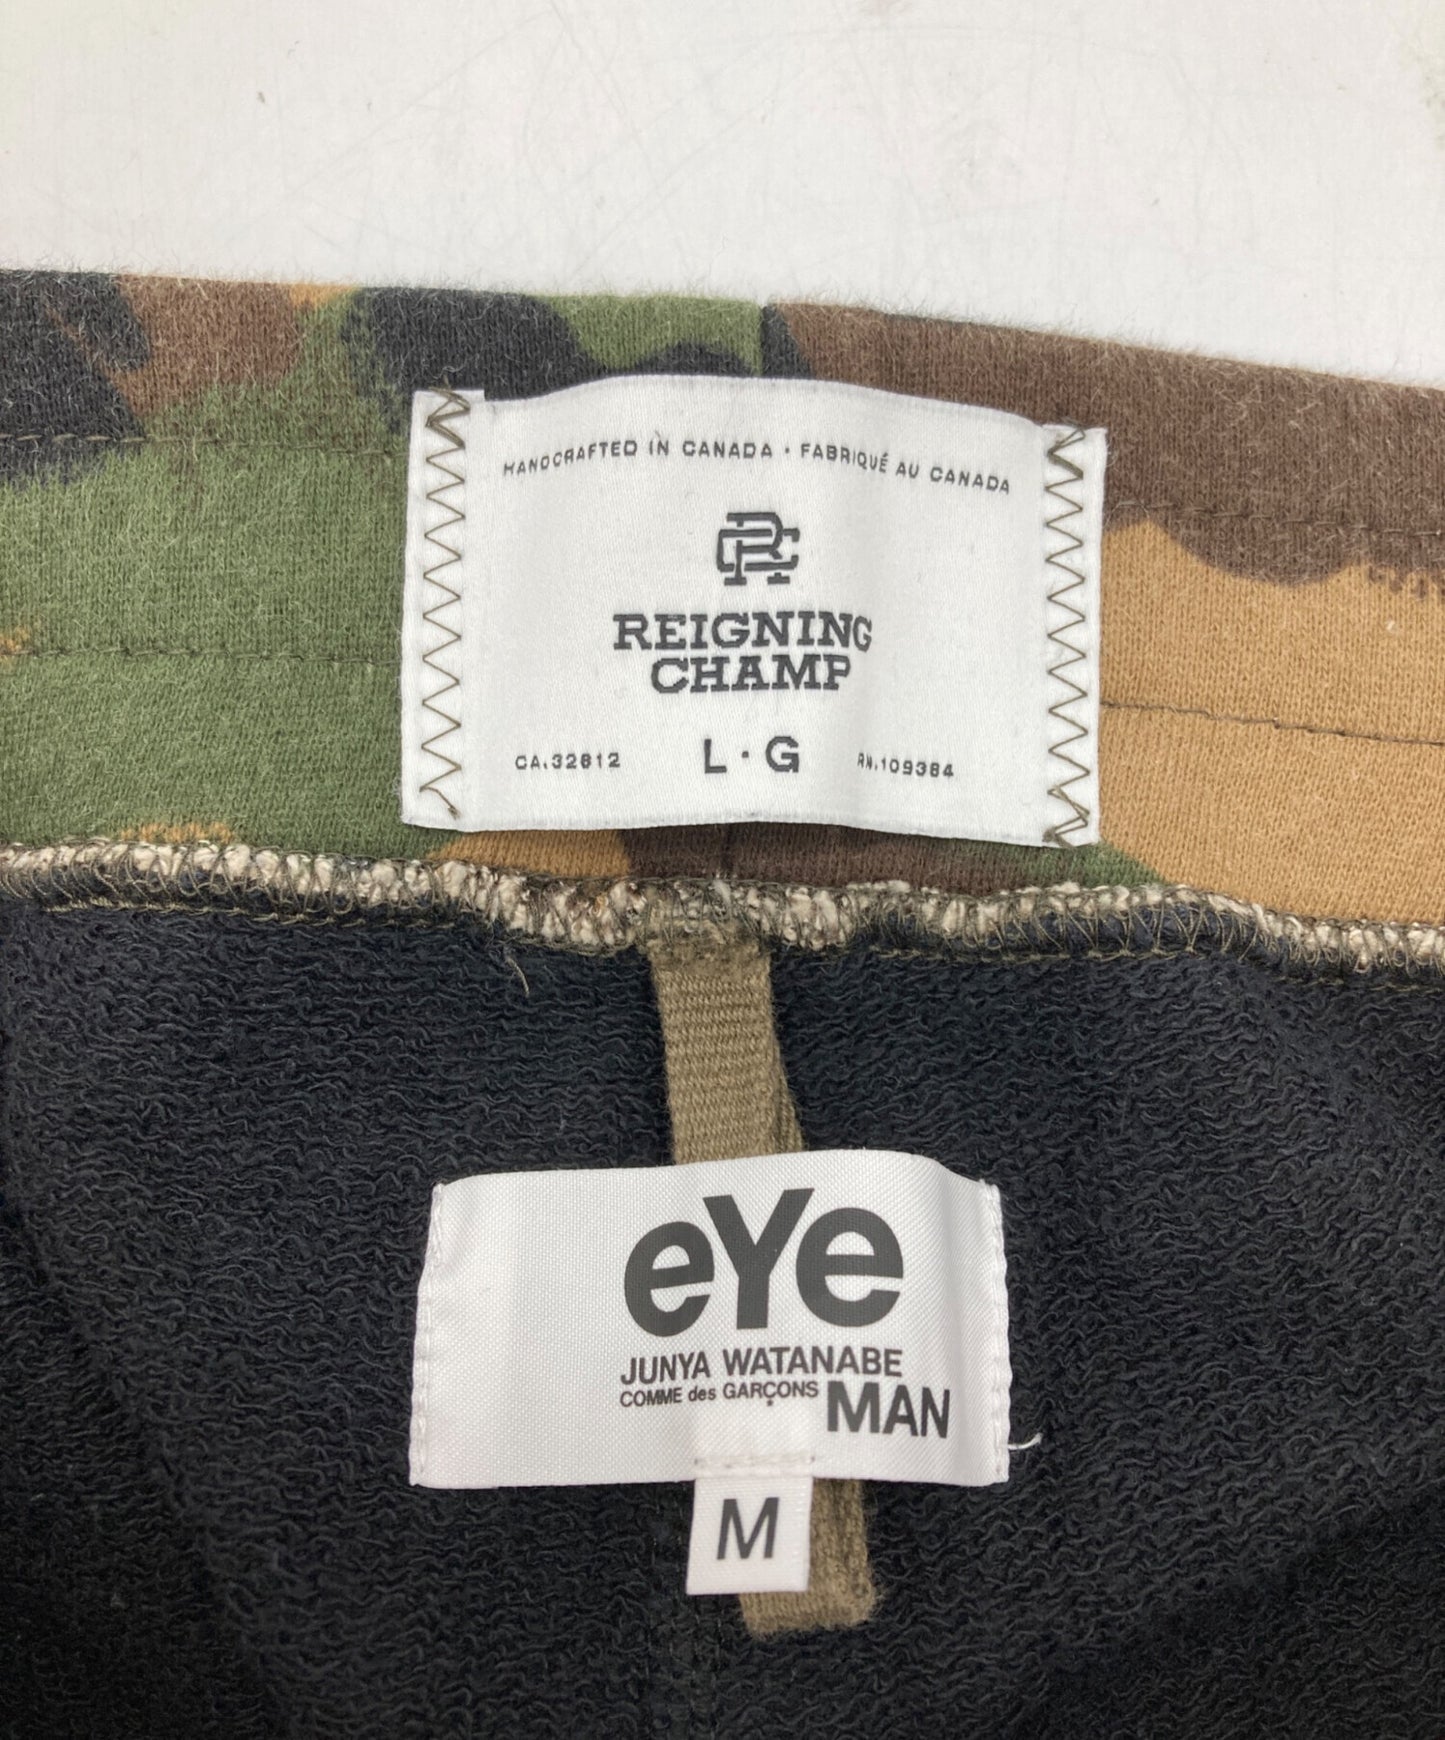 HANDCRAFTED IN CANADA · FABRIQUÉ AU CANADA
RC
REIGNING
CHAMP
CA.32812 L·G RN.109384
eYe
JUNYA WATANABE
COMME des GARÇONS MAN
M